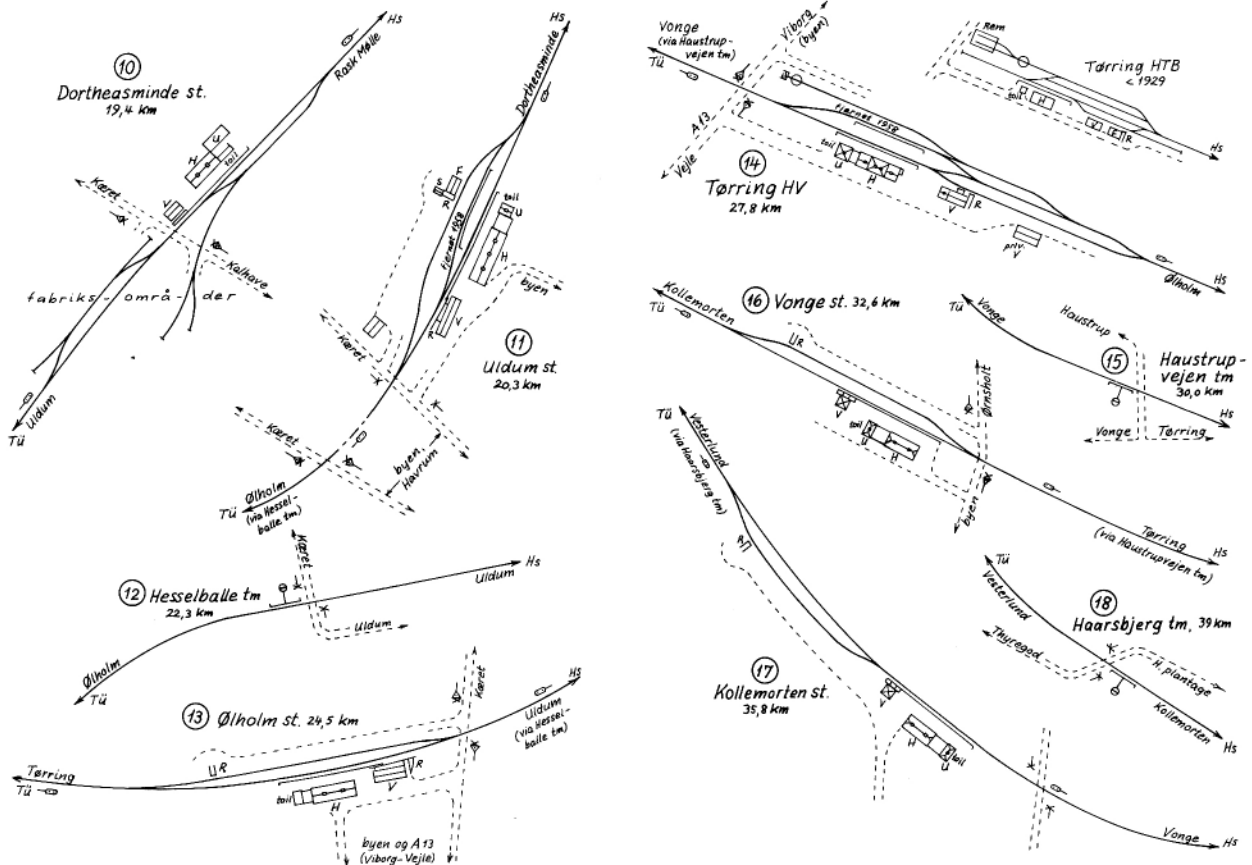 Hs
Rask Mølle
10
Dortheasminde st.
19,4 km
U
H
toil
V
Kæret
Kalhave
fabriks-områ-der
Uldum
Tü
Hs
Dortheasminde
F
S
R
fjernet 1958
toil
U
H
V
R
byen
Kæret
11
Uldum st.
20,3 km
Kæret
byen
Havrum
Ølholm
(via Hessel-
balle tm)
Tü
Kæret
Hs
Uldum
12 Hesselballe tm
22,3 km
Uldum
Ølholm
Tü
13 Ølholm st. 24,5 km
Kæret
Hs
Uldum
(via Hessel-
balle tm)
R
R
V
toil
H
Tørring
Tü
byen og A13
(Viborg-Vejle)
Vonge
(via Haustrup-
vejen tm)
Tü
Viborg
(byen)
A13
Vejle
fjernet 1958
toil
U
H
R
V
priv.
V
14
Tørring HV
27,8 km
Ølholm
Hs
Rem
Tørring HTB
< 1929
toil
H
V
F
R
Hs
Kollemorten
Tü
16 Vonge st. 32,6 km
R
V
toil
U
H
Ørnsholt
byen
Tørring
(via Haustrupvejen tm)
Hs
Vonge
Tü
Haustrup
15
Haustrup-
vejen tm
30,0 km
Hs
Vonge
Tørring
Vesterlund
(via Haarsbjerg tm)
Tü
R
17
Kollemorten st.
35,8 km
V
H
toil
U
Vonge
Hs
Tü
Vesterlund
18
Haarsbjerg tm, 39 km
Thyregod
H. plantage
Kollemorten
Hs